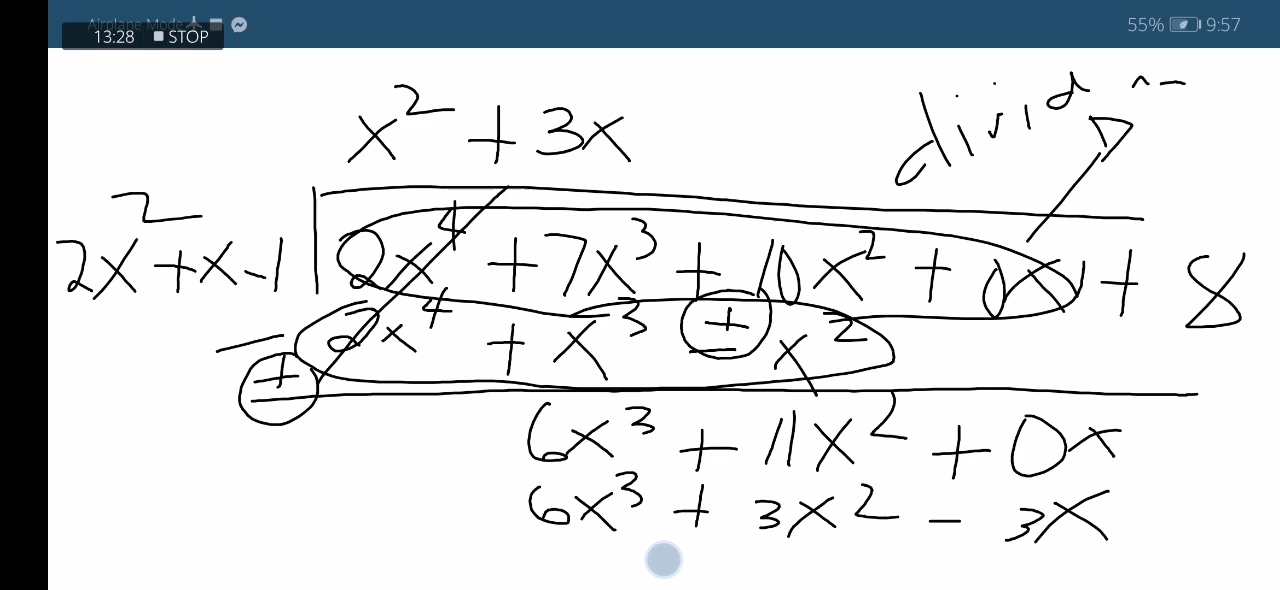 Airplane Mode
13:28 STOP
55% 9:57
x² + 3x
divid
2x² + x - 1 | 2x⁴ + 7x³ + 10x² + 0x + 8
- 2x⁴ + x³ ± x²
±
6x³ + 11x² + 0x
6x³ + 3x² - 3x